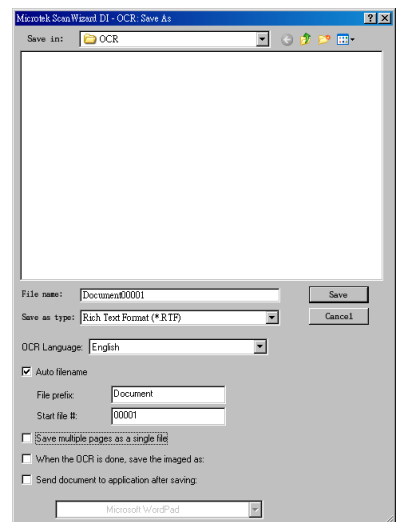 Microtek ScanWizard DI - OCR: Save As
Save in: OCR
File name: Document00001 Save
Save as type: Rich Text Format (*.RTF) Cancel
OCR Language: English
Auto filename
File prefix: Document
Start file #: 00001
Save multiple pages as a single file
When the OCR is done, save the imaged as:
Send document to application after saving:
Microsoft WordPad